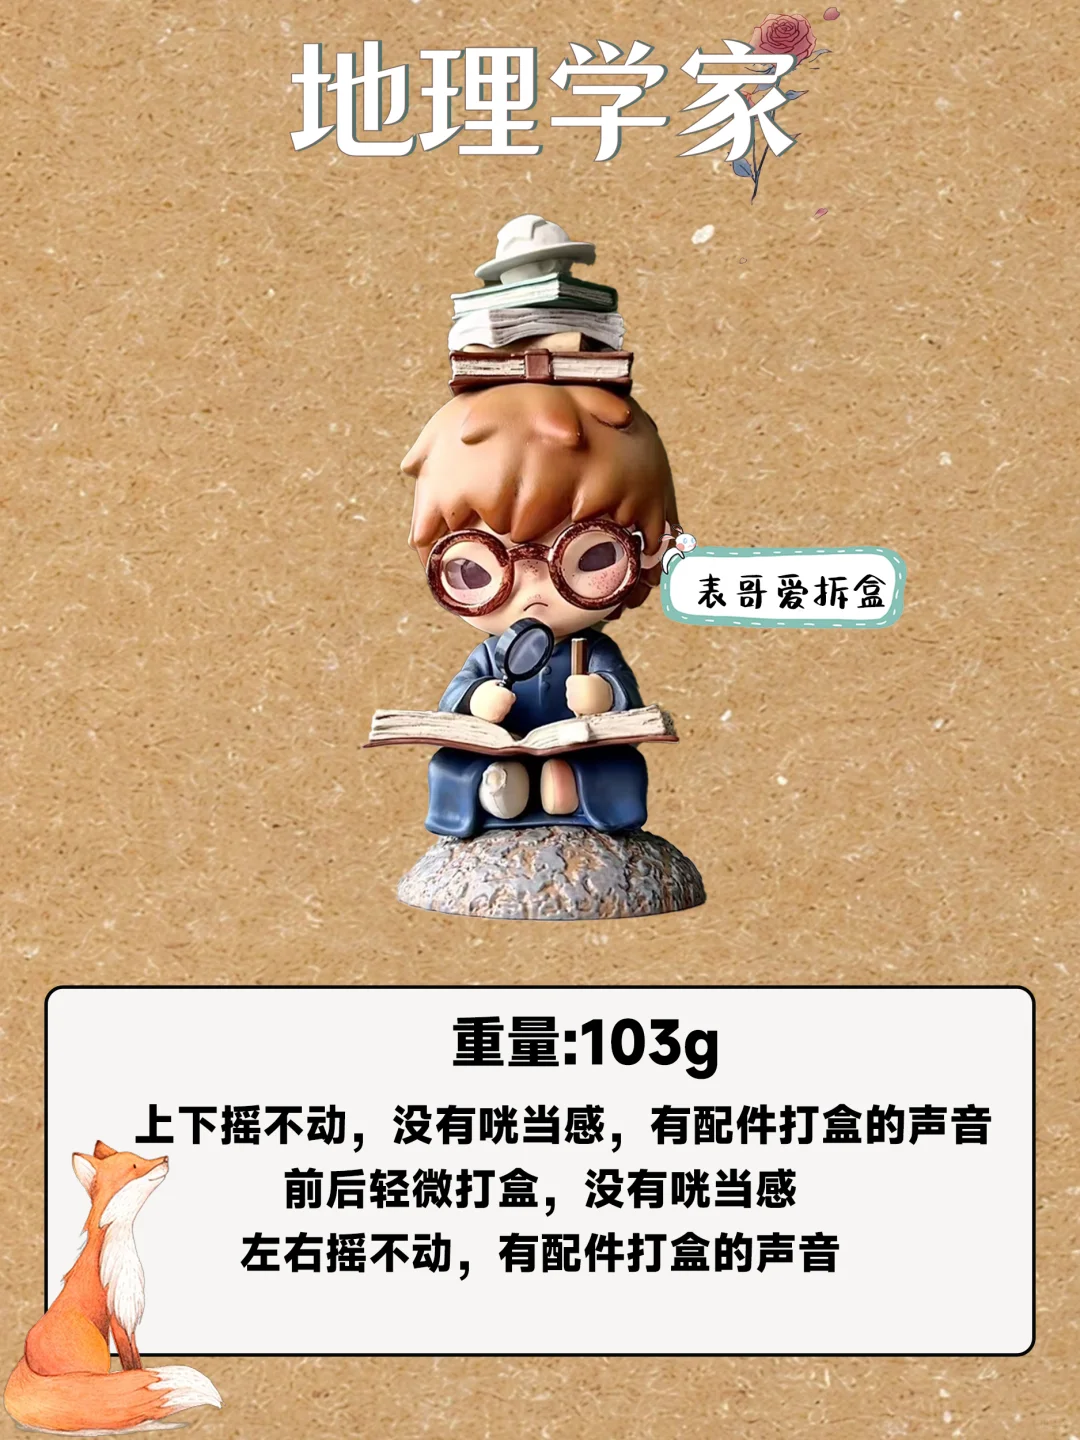 地理学家
表哥爱拆盒
重量:103g
上下摇不动，没有咣当感，有配件打盒的声音
前后轻微打盒，没有咣当感
左右摇不动，有配件打盒的声音